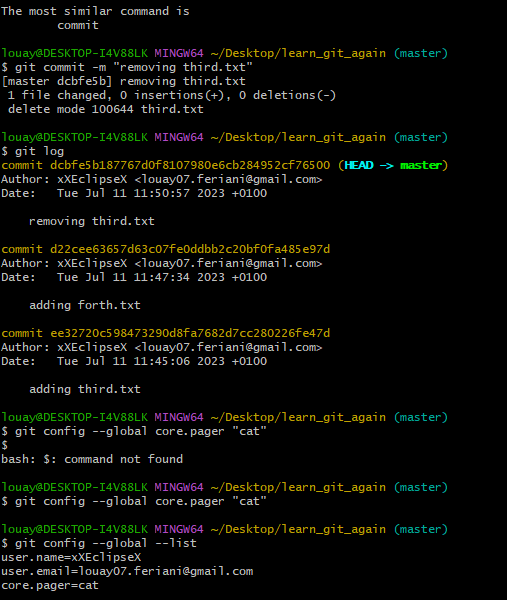 The most similar command is
        commit

louay@DESKTOP-I4V88LK MINGW64 ~/Desktop/learn_git_again (master)
$ git commit -m "removing third.txt"
[master dcbfe5b] removing third.txt
 1 file changed, 0 insertions(+), 0 deletions(-)
 delete mode 100644 third.txt

louay@DESKTOP-I4V88LK MINGW64 ~/Desktop/learn_git_again (master)
$ git log
commit dcbfe5b187767d0f8107980e6cb284952cf76500 (HEAD -> master)
Author: xXEclipseX <louay07.feriani@gmail.com>
Date:   Tue Jul 11 11:50:57 2023 +0100

    removing third.txt

commit d22cee63657d63c07fe0ddbb2c20bf0fa485e97d
Author: xXEclipseX <louay07.feriani@gmail.com>
Date:   Tue Jul 11 11:47:34 2023 +0100

    adding forth.txt

commit ee32720c598473290d8fa7682d7cc280226fe47d
Author: xXEclipseX <louay07.feriani@gmail.com>
Date:   Tue Jul 11 11:45:06 2023 +0100

    adding third.txt

louay@DESKTOP-I4V88LK MINGW64 ~/Desktop/learn_git_again (master)
$ git config --global core.pager "cat"
$
bash: $: command not found

louay@DESKTOP-I4V88LK MINGW64 ~/Desktop/learn_git_again (master)
$ git config --global core.pager "cat"

louay@DESKTOP-I4V88LK MINGW64 ~/Desktop/learn_git_again (master)
$ git config --global --list
user.name=xXEclipseX
user.email=louay07.feriani@gmail.com
core.pager=cat